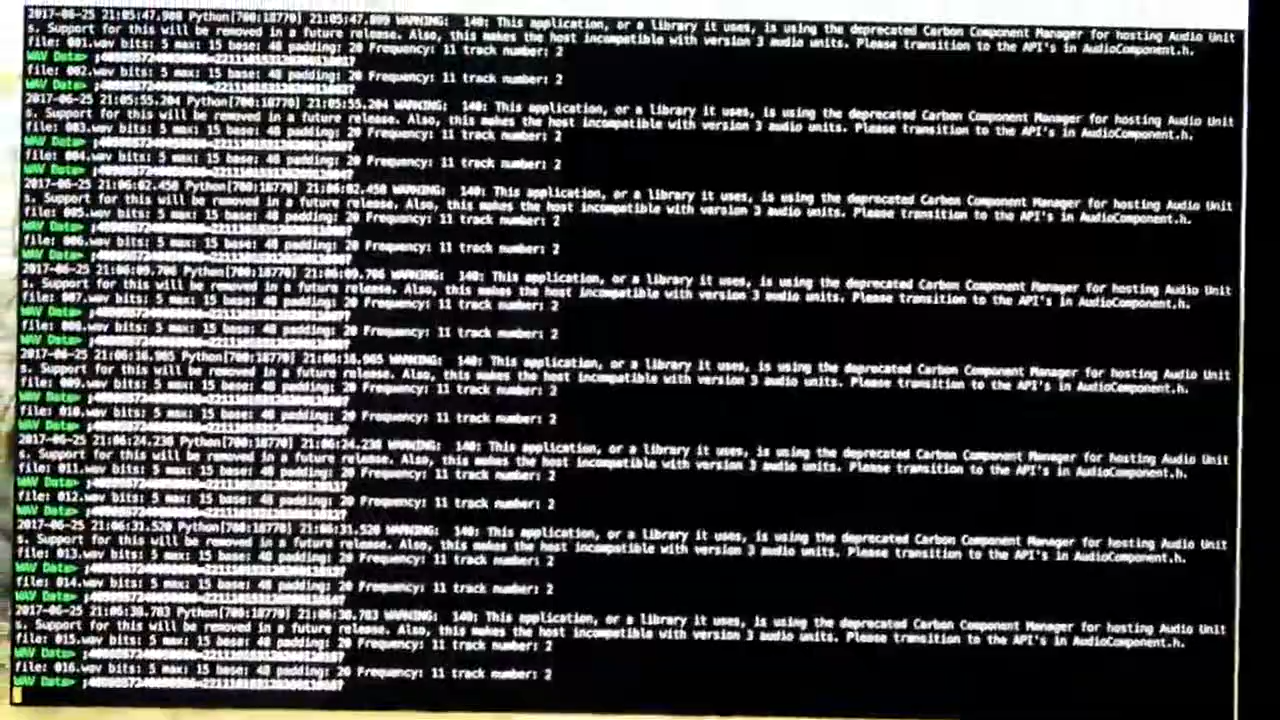 2017-06-25 21:05:47. Python[700:18770] 21:05:47. WARNING: 140: This application, or a library it uses, is using the deprecated Carbon Component Manager for hosting Audio Unit
s. Support for this will be removed in a future release. Also, this makes the host incompatible with version 3 audio units. Please transition to the API's in AudioComponent.h.
file: 001.wav bits: 5 max: 15 base: 48 padding: 20 Frequency: 11 track number: 2
WAV Data>
file: 002.wav bits: 5 max: 15 base: 48 padding: 20 Frequency: 11 track number: 2
WAV Data>
2017-06-25 21:05:55.204 Python[700:18770] 21:05:55.204 WARNING: 140: This application, or a library it uses, is using the deprecated Carbon Component Manager for hosting Audio Unit
s. Support for this will be removed in a future release. Also, this makes the host incompatible with version 3 audio units. Please transition to the API's in AudioComponent.h.
file: 003.wav bits: 5 max: 15 base: 48 padding: 20 Frequency: 11 track number: 2
WAV Data>
file: 004.wav bits: 5 max: 15 base: 48 padding: 20 Frequency: 11 track number: 2
WAV Data>
2017-06-25 21:06:02.450 Python[700:18770] 21:06:02.450 WARNING: 140: This application, or a library it uses, is using the deprecated Carbon Component Manager for hosting Audio Unit
s. Support for this will be removed in a future release. Also, this makes the host incompatible with version 3 audio units. Please transition to the API's in AudioComponent.h.
file: 005.wav bits: 5 max: 15 base: 48 padding: 20 Frequency: 11 track number: 2
WAV Data>
file: 006.wav bits: 5 max: 15 base: 48 padding: 20 Frequency: 11 track number: 2
WAV Data>
2017-06-25 21:06:09.706 Python[700:18770] 21:06:09.706 WARNING: 140: This application, or a library it uses, is using the deprecated Carbon Component Manager for hosting Audio Unit
s. Support for this will be removed in a future release. Also, this makes the host incompatible with version 3 audio units. Please transition to the API's in AudioComponent.h.
file: 007.wav bits: 5 max: 15 base: 48 padding: 20 Frequency: 11 track number: 2
WAV Data>
file: 008.wav bits: 5 max: 15 base: 48 padding: 20 Frequency: 11 track number: 2
WAV Data>
2017-06-25 21:06:16.965 Python[700:18770] 21:06:16.965 WARNING: 140: This application, or a library it uses, is using the deprecated Carbon Component Manager for hosting Audio Unit
s. Support for this will be removed in a future release. Also, this makes the host incompatible with version 3 audio units. Please transition to the API's in AudioComponent.h.
file: 009.wav bits: 5 max: 15 base: 48 padding: 20 Frequency: 11 track number: 2
WAV Data>
file: 010.wav bits: 5 max: 15 base: 48 padding: 20 Frequency: 11 track number: 2
WAV Data>
2017-06-25 21:06:24.230 Python[700:18770] 21:06:24.230 WARNING: 140: This application, or a library it uses, is using the deprecated Carbon Component Manager for hosting Audio Unit
s. Support for this will be removed in a future release. Also, this makes the host incompatible with version 3 audio units. Please transition to the API's in AudioComponent.h.
file: 011.wav bits: 5 max: 15 base: 48 padding: 20 Frequency: 11 track number: 2
WAV Data>
file: 012.wav bits: 5 max: 15 base: 48 padding: 20 Frequency: 11 track number: 2
WAV Data>
2017-06-25 21:06:31.520 Python[700:18770] 21:06:31.520 WARNING: 140: This application, or a library it uses, is using the deprecated Carbon Component Manager for hosting Audio Unit
s. Support for this will be removed in a future release. Also, this makes the host incompatible with version 3 audio units. Please transition to the API's in AudioComponent.h.
file: 013.wav bits: 5 max: 15 base: 48 padding: 20 Frequency: 11 track number: 2
WAV Data>
file: 014.wav bits: 5 max: 15 base: 48 padding: 20 Frequency: 11 track number: 2
WAV Data>
2017-06-25 21:06:38.783 Python[700:18770] 21:06:38.783 WARNING: 140: This application, or a library it uses, is using the deprecated Carbon Component Manager for hosting Audio Unit
s. Support for this will be removed in a future release. Also, this makes the host incompatible with version 3 audio units. Please transition to the API's in AudioComponent.h.
file: 015.wav bits: 5 max: 15 base: 48 padding: 20 Frequency: 11 track number: 2
WAV Data>
file: 016.wav bits: 5 max: 15 base: 48 padding: 20 Frequency: 11 track number: 2
WAV Data>